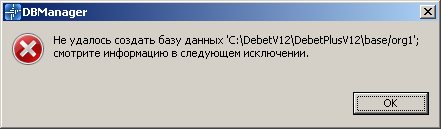 DBManager
Не удалось создать базу данных 'C:\DebetV12\DebetPlusV12\base/org1';
смотрите информацию в следующем исключении.
OK